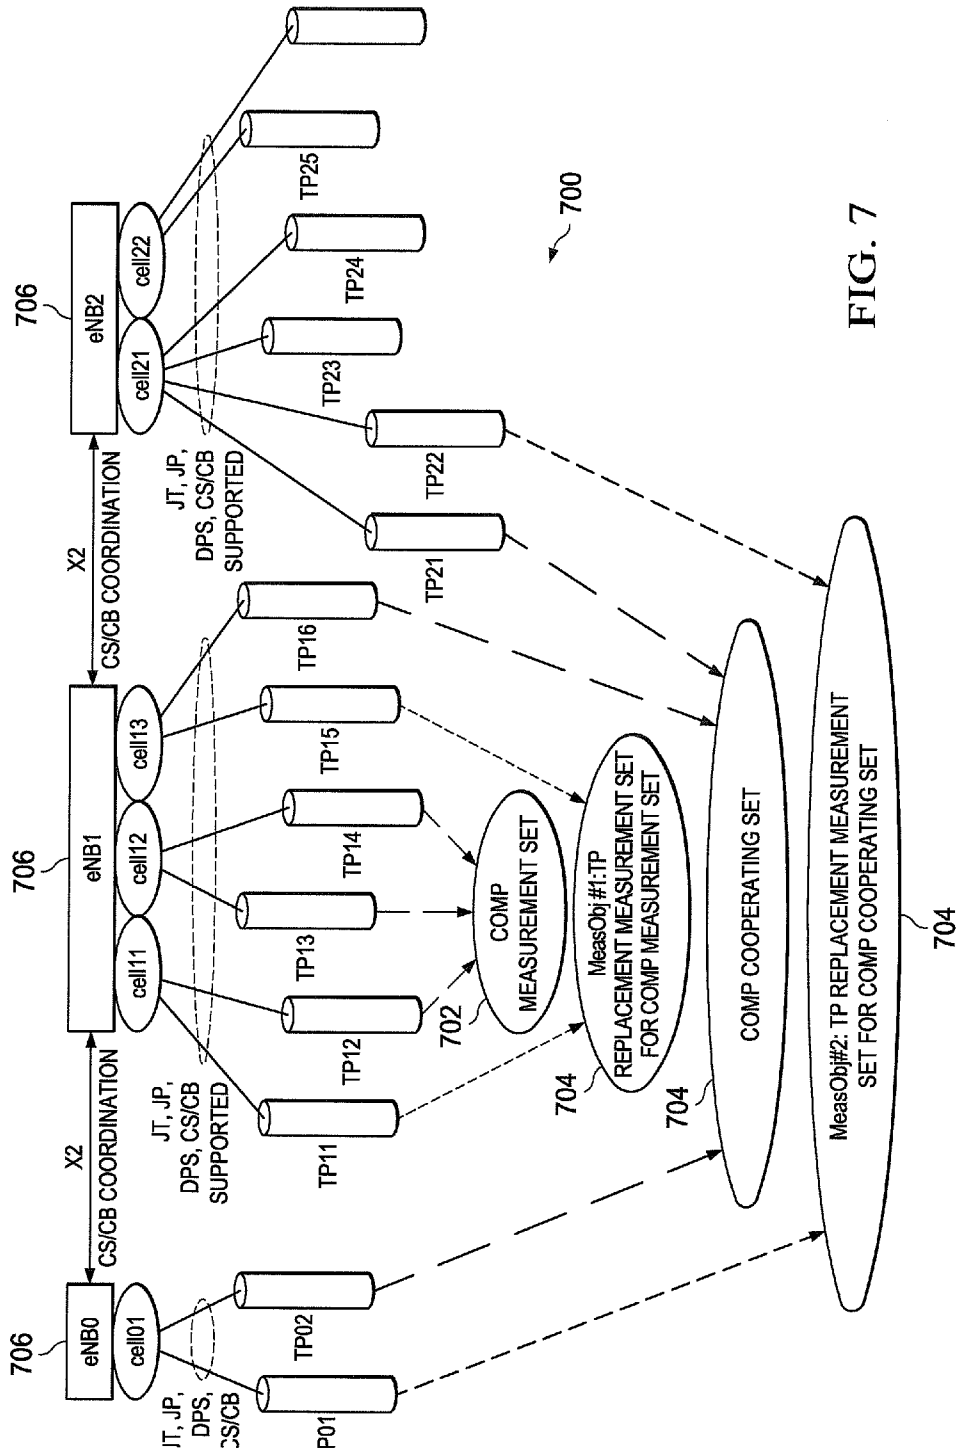 706
706
706
eNB0
X2
CS/CB COORDINATION
eNB1
X2
CS/CB COORDINATION
eNB2
cell01
cell11
cell12
cell13
cell21
cell22
JT, JP,
DPS,
CS/CB
JT, JP,
DPS, CS/CB
SUPPORTED
JT, JP,
DPS, CS/CB
SUPPORTED
TP01
TP02
TP11
TP12
TP13
TP14
TP15
TP16
TP21
TP22
TP23
TP24
TP25
702
COMP
MEASUREMENT SET
700
704
MeasObj #1:TP
REPLACEMENT MEASUREMENT SET
FOR COMP MEASUREMENT SET
704
COMP COOPERATING SET
MeasObj#2: TP REPLACEMENT MEASUREMENT
SET FOR COMP COOPERATING SET
704
FIG. 7